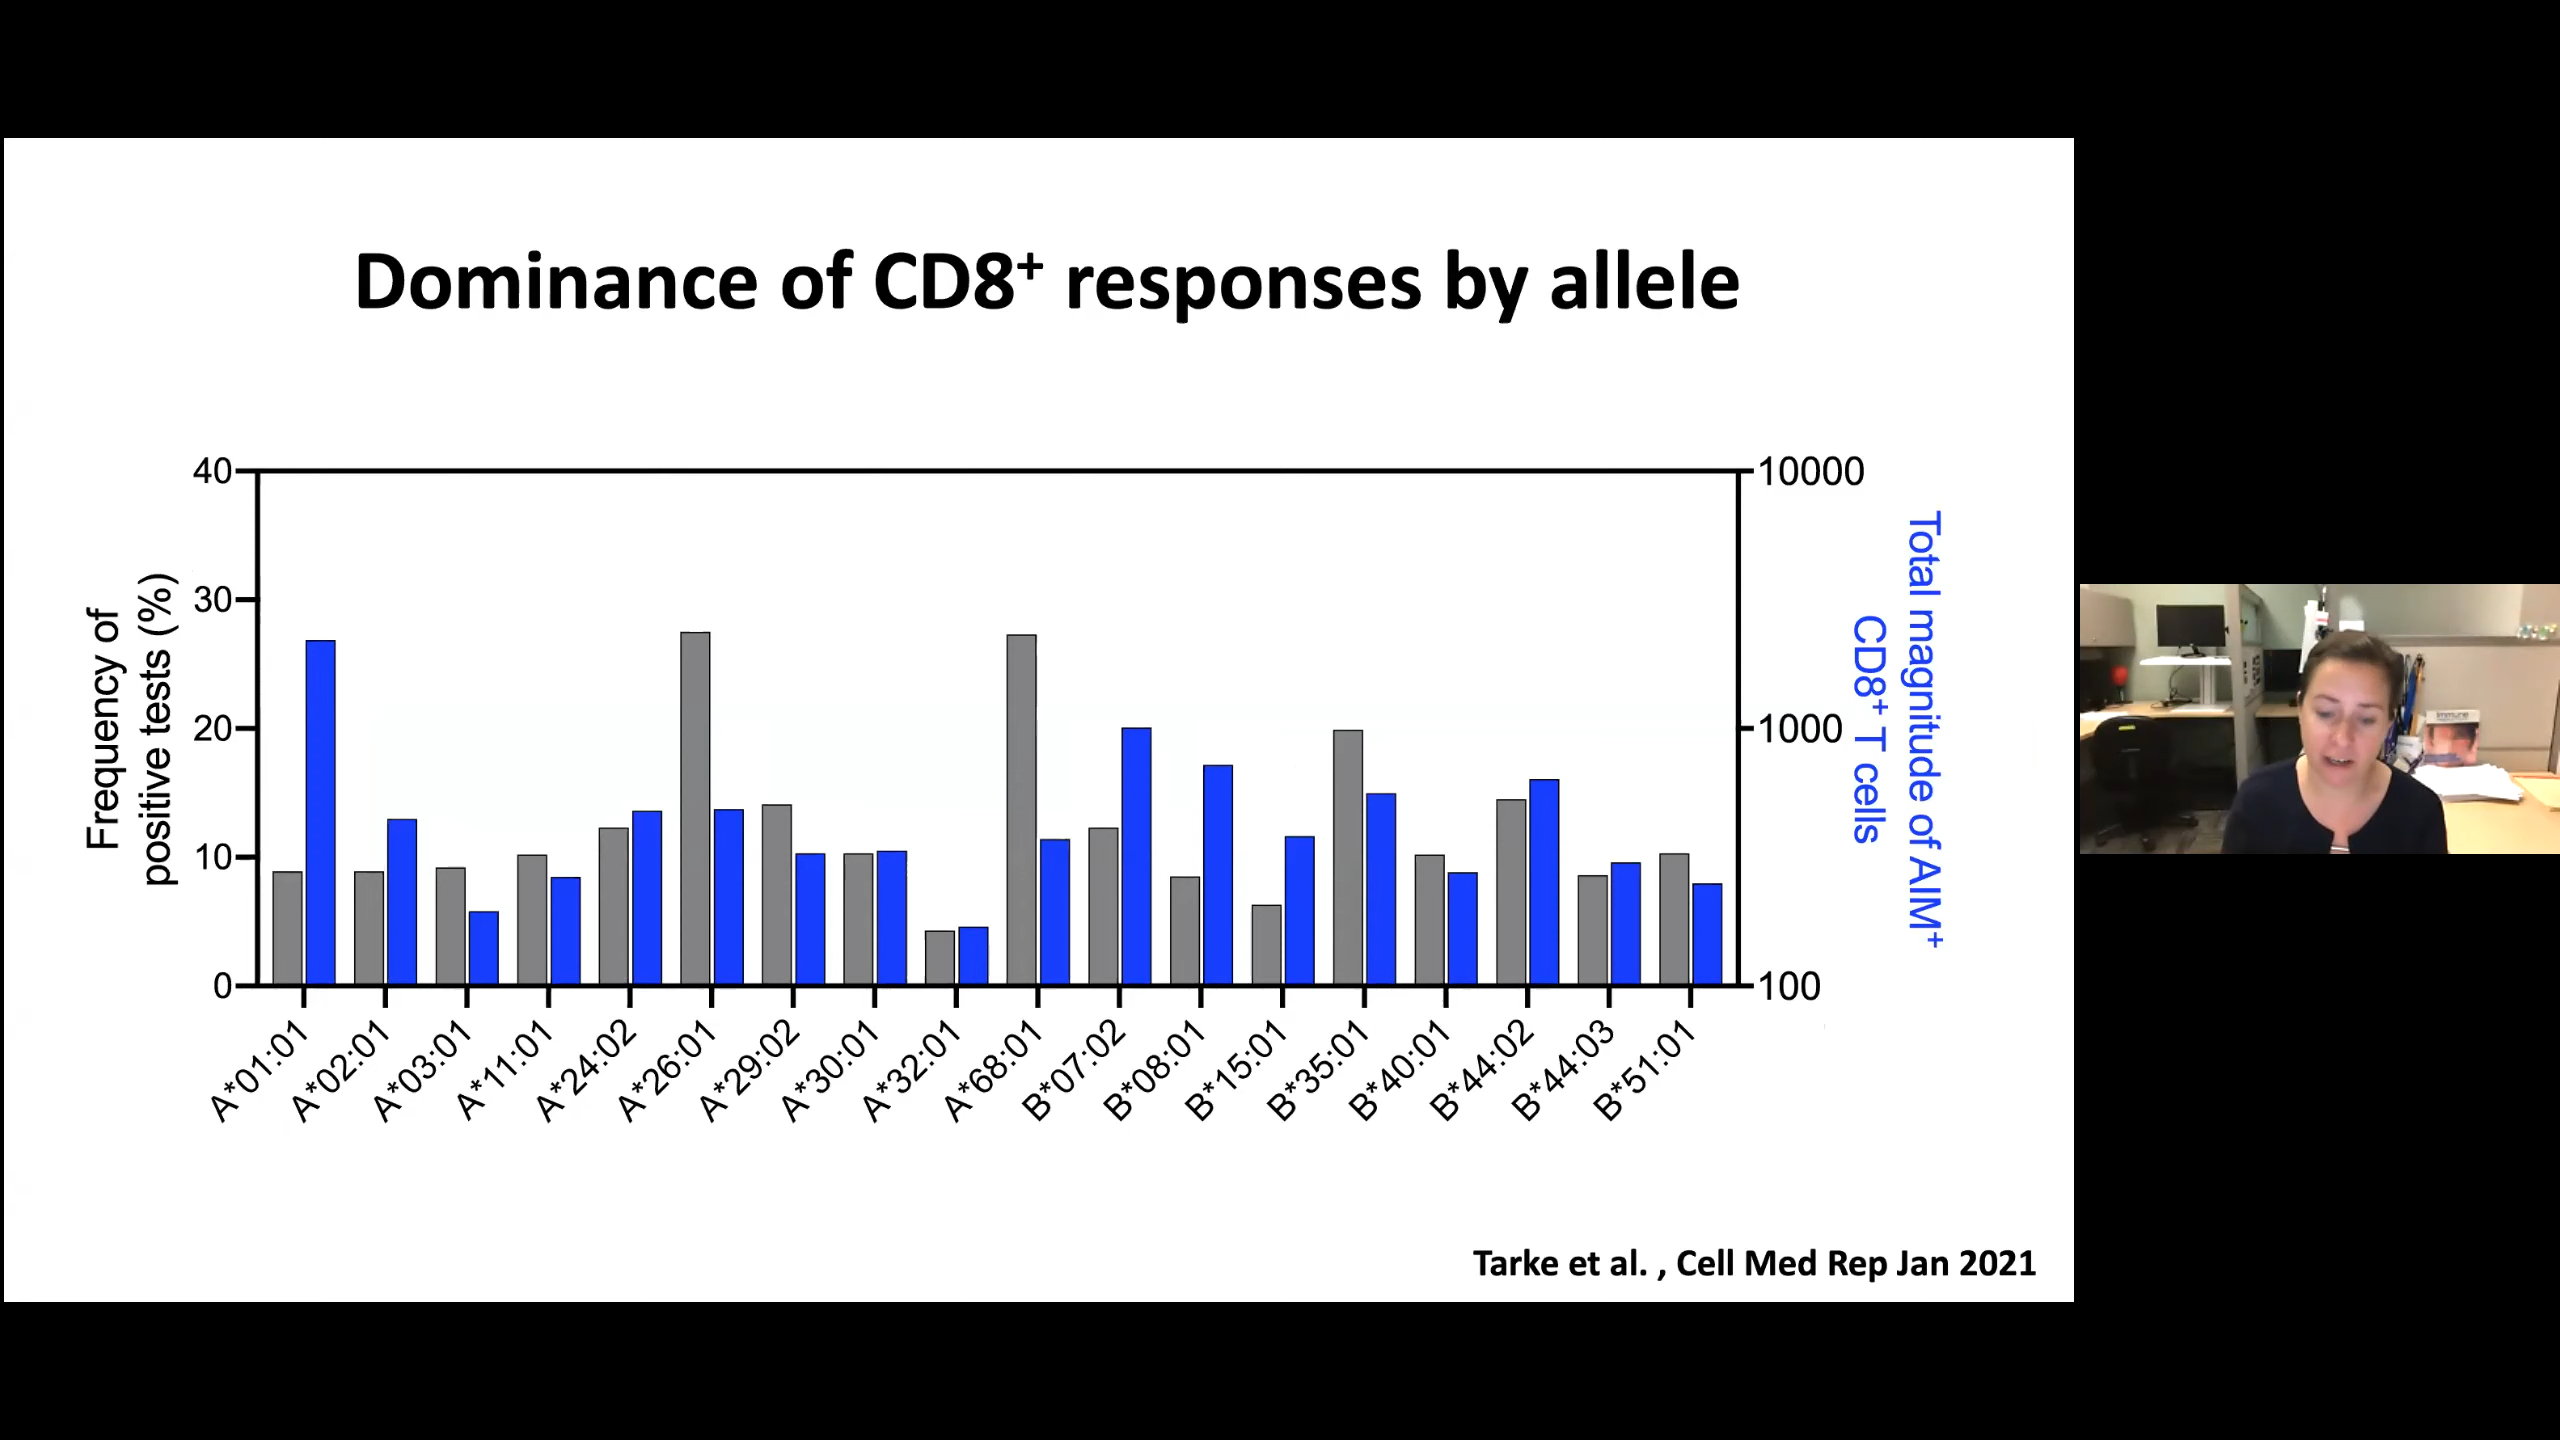 Dominance of CD8+ responses by allele
Frequency of
positive tests (%)
40
30
20
10
0
10000
1000
100
Total magnitude of AIM+
CD8+ T cells
A*01:01
A*02:01
A*03:01
A*11:01
A*24:02
A*26:01
A*29:02
A*30:01
A*32:01
A*68:01
B*07:02
B*08:01
B*15:01
B*35:01
B*40:01
B*44:02
B*44:03
B*51:01
Tarke et al. , Cell Med Rep Jan 2021
Immune